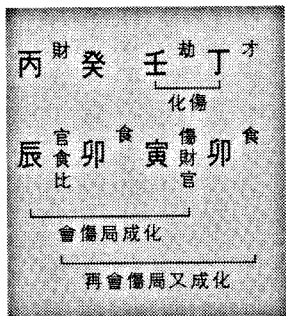 丙 財 癸 壬 劫 丁 才
化傷
辰 官食比 卯 食 寅 傷財官 卯 食
會傷局成化
再會傷局又成化